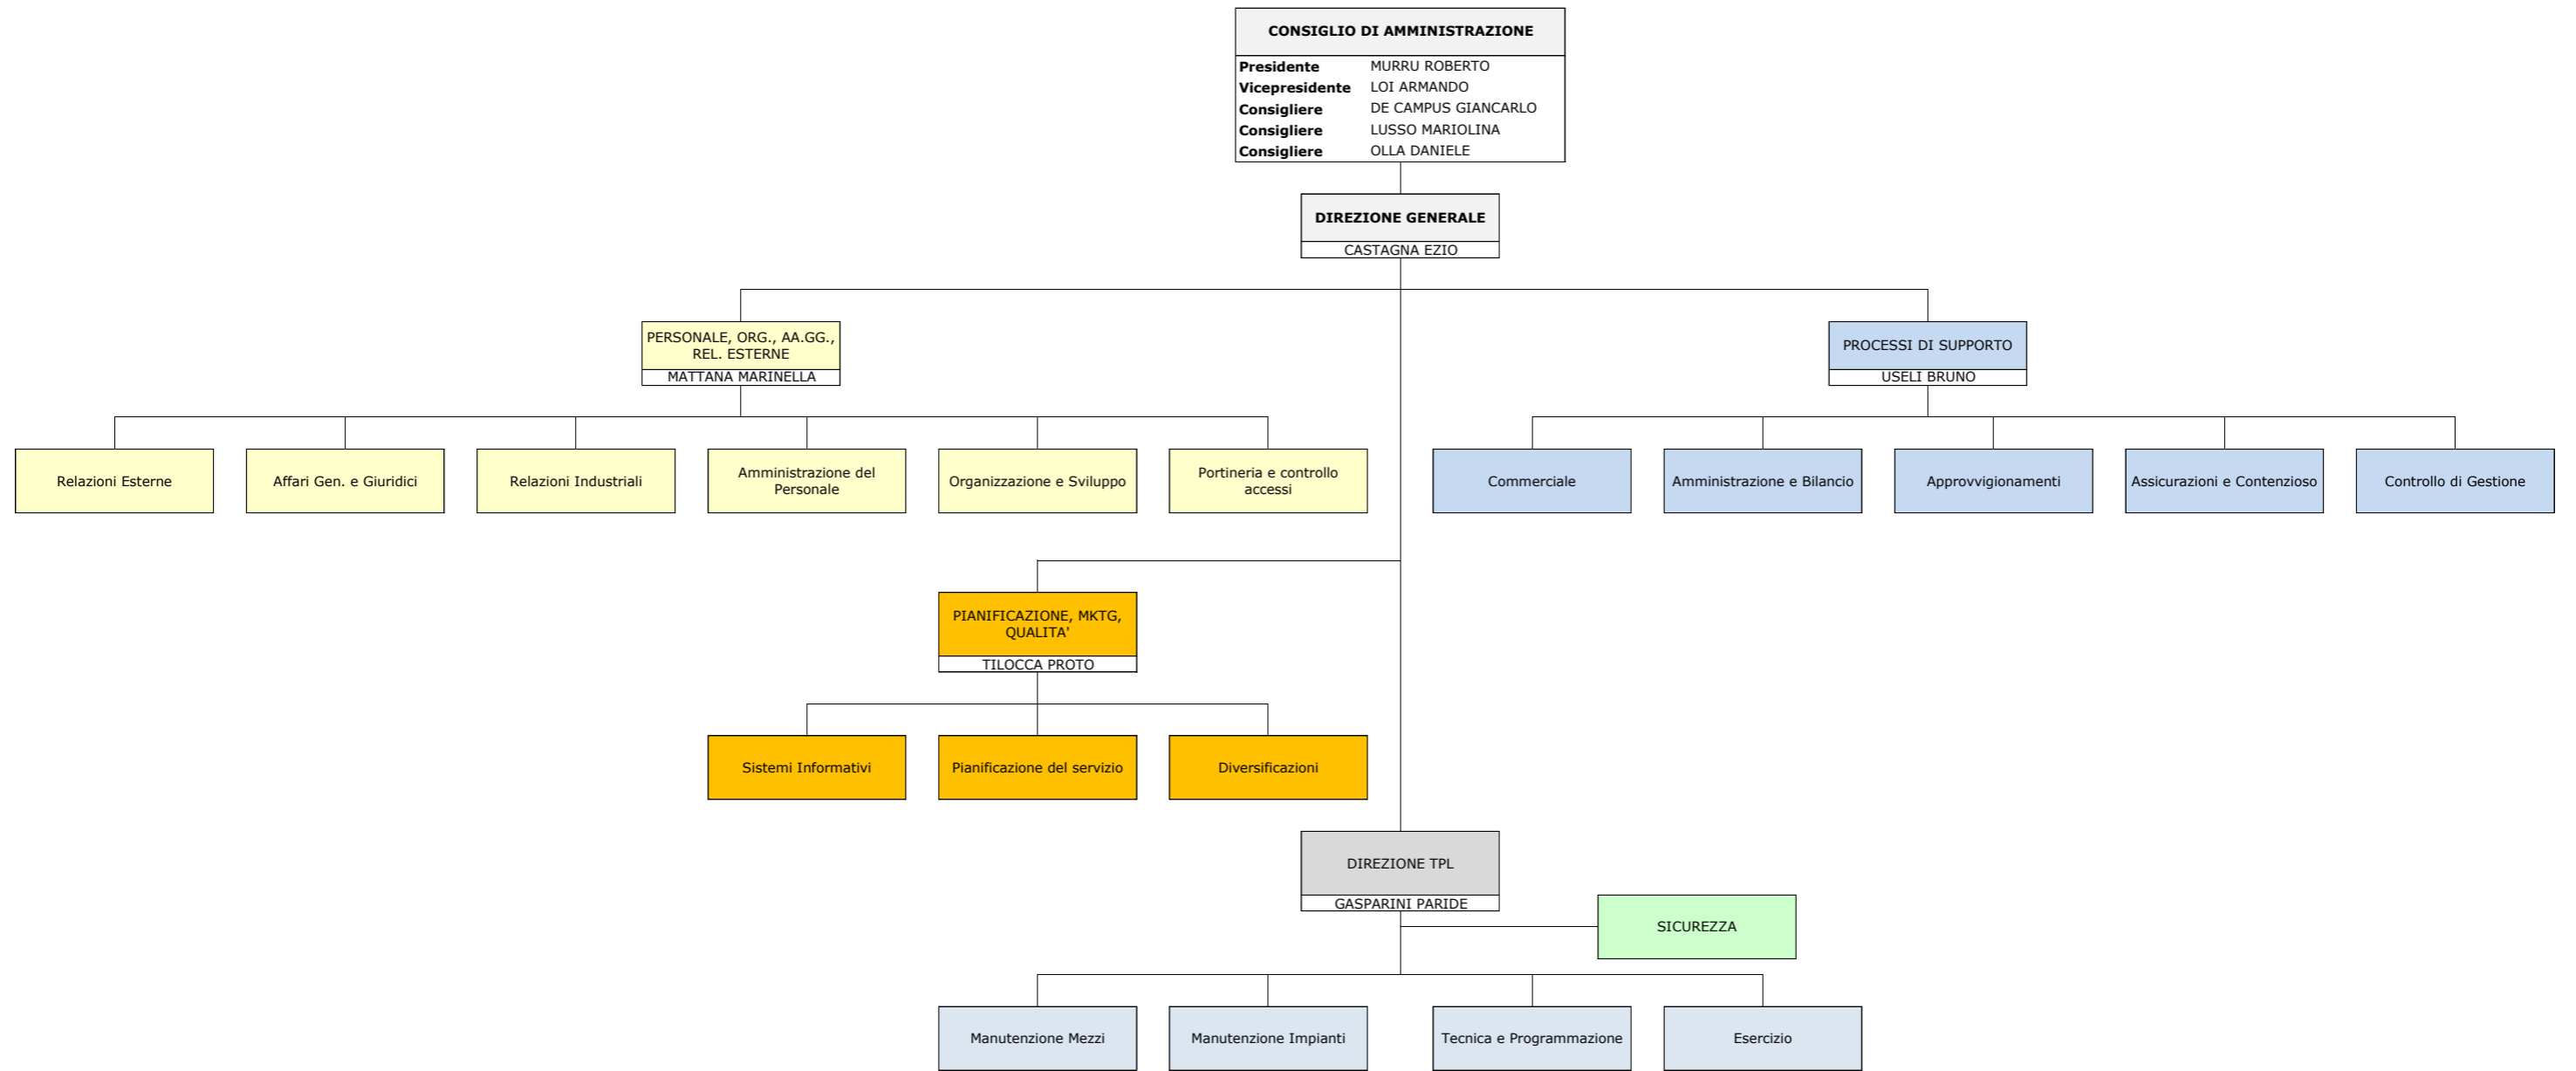 CONSIGLIO DI AMMINISTRAZIONE
Presidente MURRU ROBERTO
Vicepresidente LOI ARMANDO
Consigliere DE CAMPUS GIANCARLO
Consigliere LUSSO MARIOLINA
Consigliere OLLA DANIELE
DIREZIONE GENERALE
CASTAGNA EZIO
PERSONALE, ORG., AA.GG.,
REL. ESTERNE
MATTANA MARINELLA
PROCESSI DI SUPPORTO
USELI BRUNO
Relazioni Esterne
Affari Gen. e Giuridici
Relazioni Industriali
Amministrazione del
Personale
Organizzazione e Sviluppo
Portineria e controllo
accessi
Commerciale
Amministrazione e Bilancio
Approvvigionamenti
Assicurazioni e Contenzioso
Controllo di Gestione
PIANIFICAZIONE, MKTG,
QUALITA'
TILOCCA PROTO
Sistemi Informativi
Pianificazione del servizio
Diversificazioni
DIREZIONE TPL
GASPARINI PARIDE
SICUREZZA
Manutenzione Mezzi
Manutenzione Impianti
Tecnica e Programmazione
Esercizio